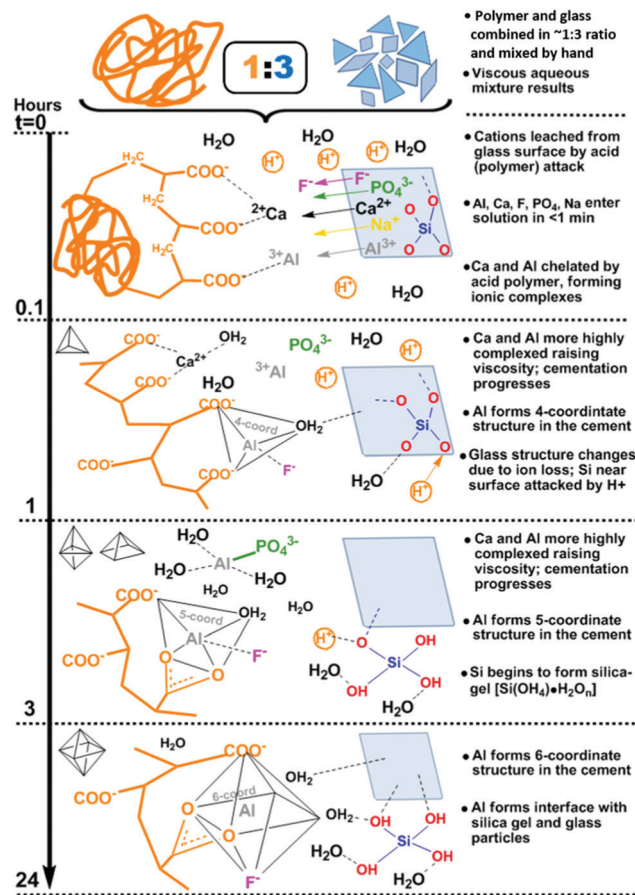 • Polymer and glass
combined in ~1:3 ratio
and mixed by hand
• Viscous aqueous
mixture results
1:3
Hours
t=0
H₂O
H₂O
H₂O
H⁺
H⁺
H⁺
H⁺
H₂C
COO⁻
F⁻
F⁻
PO₄³⁻
H₂C
COO⁻
²⁺Ca
Ca²⁺
O
O
Na⁺
Si
H₂C
³⁺Al
Al³⁺
O
O
COO⁻
H⁺
H⁺
H₂O
• Cations leached from
glass surface by acid
(polymer) attack
• Al, Ca, F, PO₄, Na enter
solution in <1 min
• Ca and Al chelated by
acid polymer, forming
ionic complexes
0.1
COO⁻
OH₂
PO₄³⁻
H₂O
H⁺
Ca²⁺
³⁺Al
H⁺
COO⁻
H₂O
COO⁻
4-coord
OH₂
O
O
Si
Al
COO⁻
F⁻
O
O
COO⁻
H₂O
H⁺
• Ca and Al more highly
complexed raising
viscosity; cementation
progresses
• Al forms 4-coordintate
structure in the cement
• Glass structure changes
due to ion loss; Si near
surface attacked by H+
1
H₂O
PO₄³⁻
Al
H₂O
H₂O
COO⁻
H₂O
OH₂
H₂O
5-coord
Al
COO⁻
F⁻
O
O
H⁺
O
OH
Si
H₂O
OH
OH
H₂O
• Ca and Al more highly
complexed raising
viscosity; cementation
progresses
• Al forms 5-coordinate
structure in the cement
• Si begins to form silica-
gel [Si(OH₄)•H₂Oₙ]
3
H₂O
COO⁻
COO⁻
6-coord
O
Al
O
F⁻
OH₂
OH₂
OH
OH
Si
H₂O
OH
OH
H₂O
• Al forms 6-coordinate
structure in the cement
• Al forms interface with
silica gel and glass
particles
24